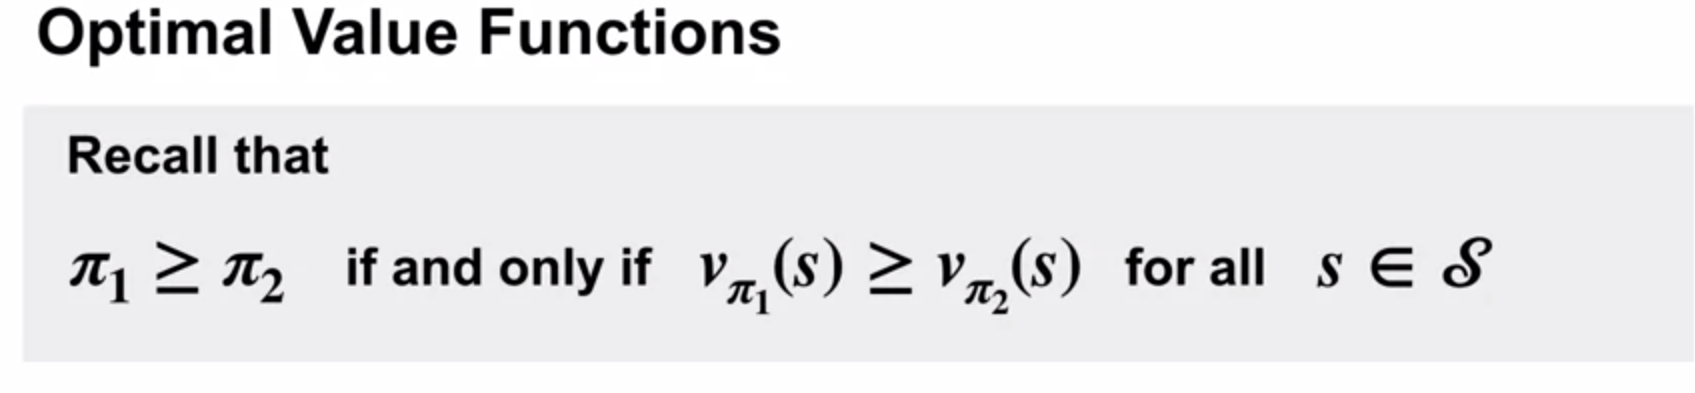 Optimal Value Functions
Recall that
π₁ ≥ π₂ if and only if v_π₁(s) ≥ v_π₂(s) for all s ∈ 𝒮